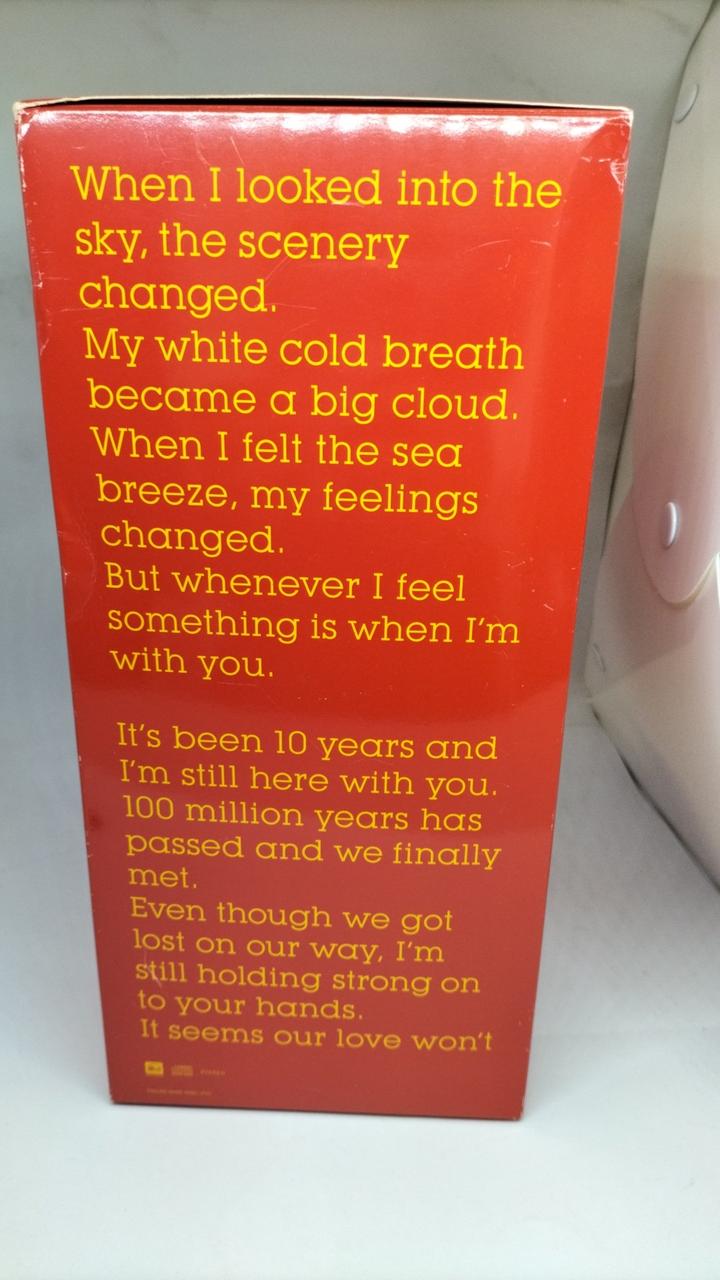 When I looked into the
sky, the scenery
changed.
My white cold breath
became a big cloud.
When I felt the sea
breeze, my feelings
changed.
But whenever I feel
something is when I'm
with you.
It's been 10 years and
I'm still here with you.
100 million years has
passed and we finally
met.
Even though we got
lost on our way, I'm
still holding strong on
to your hands.
It seems our love won't